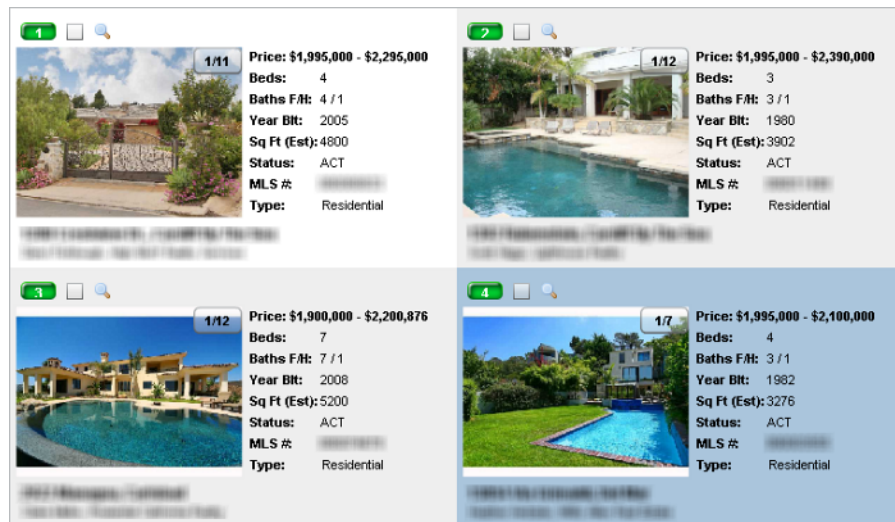 1
1/11
Price: $1,995,000 - $2,295,000
Beds: 4
Baths F/H: 4 / 1
Year Blt: 2005
Sq Ft (Est): 4800
Status: ACT
MLS #:
Type: Residential
2
1/12
Price: $1,995,000 - $2,390,000
Beds: 3
Baths F/H: 3 / 1
Year Blt: 1980
Sq Ft (Est): 3902
Status: ACT
MLS #:
Type: Residential
3
1/12
Price: $1,900,000 - $2,200,876
Beds: 7
Baths F/H: 7 / 1
Year Blt: 2008
Sq Ft (Est): 5200
Status: ACT
MLS #:
Type: Residential
4
1/7
Price: $1,995,000 - $2,100,000
Beds: 4
Baths F/H: 3 / 1
Year Blt: 1982
Sq Ft (Est): 3276
Status: ACT
MLS #:
Type: Residential